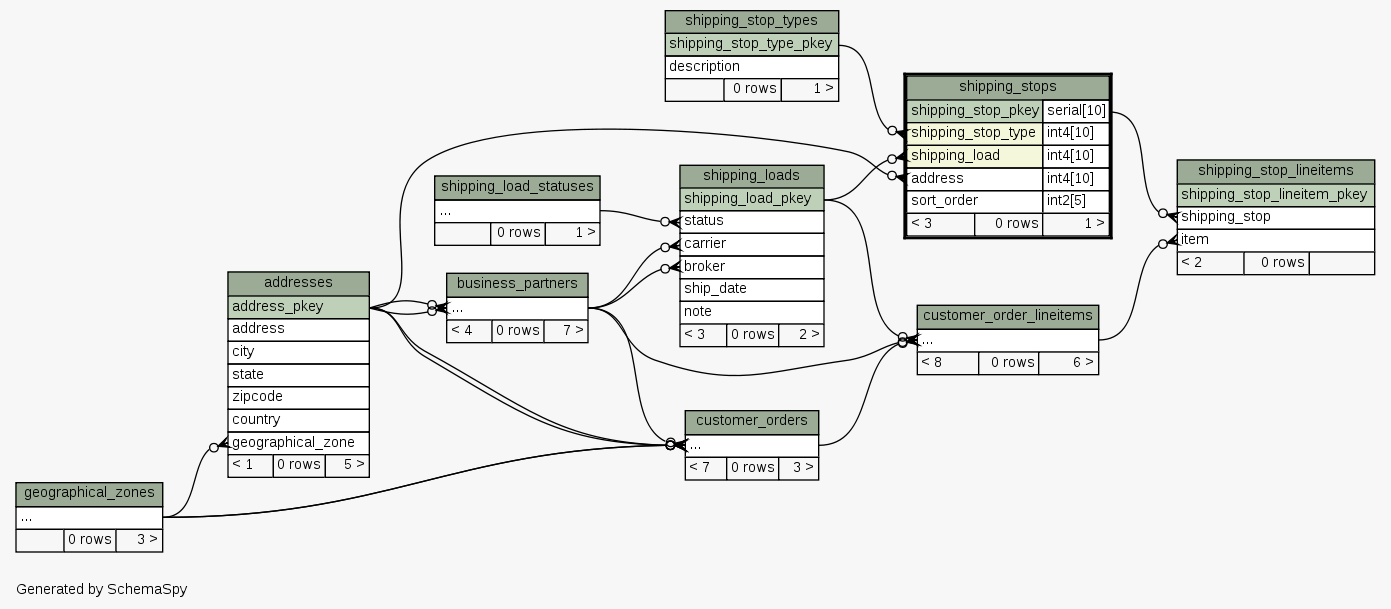 shipping_stop_types
shipping_stop_type_pkey
description
0 rows 1 >
shipping_stops
shipping_stop_pkey serial[10]
shipping_stop_type int4[10]
shipping_load int4[10]
address int4[10]
sort_order int2[5]
< 3 0 rows 1 >
shipping_stop_lineitems
shipping_stop_lineitem_pkey
shipping_stop
item
< 2 0 rows
shipping_load_statuses
...
0 rows 1 >
shipping_loads
shipping_load_pkey
status
carrier
broker
ship_date
note
< 3 0 rows 2 >
addresses
address_pkey
address
city
state
zipcode
country
geographical_zone
< 1 0 rows 5 >
business_partners
...
< 4 0 rows 7 >
customer_order_lineitems
...
< 8 0 rows 6 >
customer_orders
...
< 7 0 rows 3 >
geographical_zones
...
0 rows 3 >
Generated by SchemaSpy